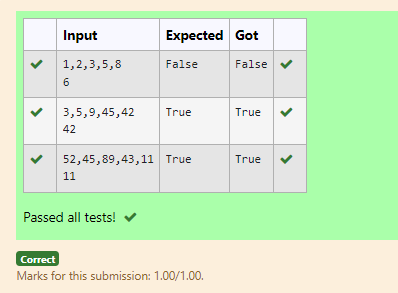 Input Expected Got
1,2,3,5,8 False False
6
3,5,9,45,42 True True
42
52,45,89,43,11 True True
11
Passed all tests!
Correct
Marks for this submission: 1.00/1.00.